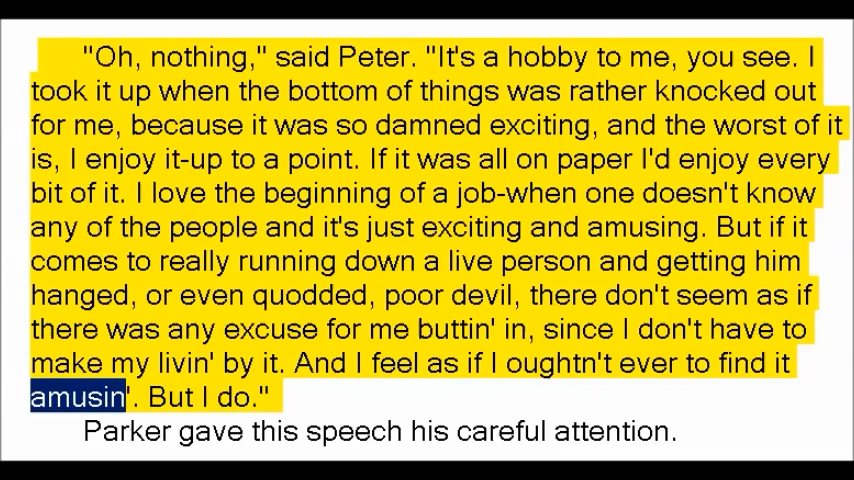 "Oh, nothing," said Peter. "It's a hobby to me, you see. I
took it up when the bottom of things was rather knocked out
for me, because it was so damned exciting, and the worst of it
is, I enjoy it-up to a point. If it was all on paper I'd enjoy every
bit of it. I love the beginning of a job-when one doesn't know
any of the people and it's just exciting and amusing. But if it
comes to really running down a live person and getting him
hanged, or even quodded, poor devil, there don't seem as if
there was any excuse for me buttin' in, since I don't have to
make my livin' by it. And I feel as if I oughtn't ever to find it
amusin'. But I do."
Parker gave this speech his careful attention.